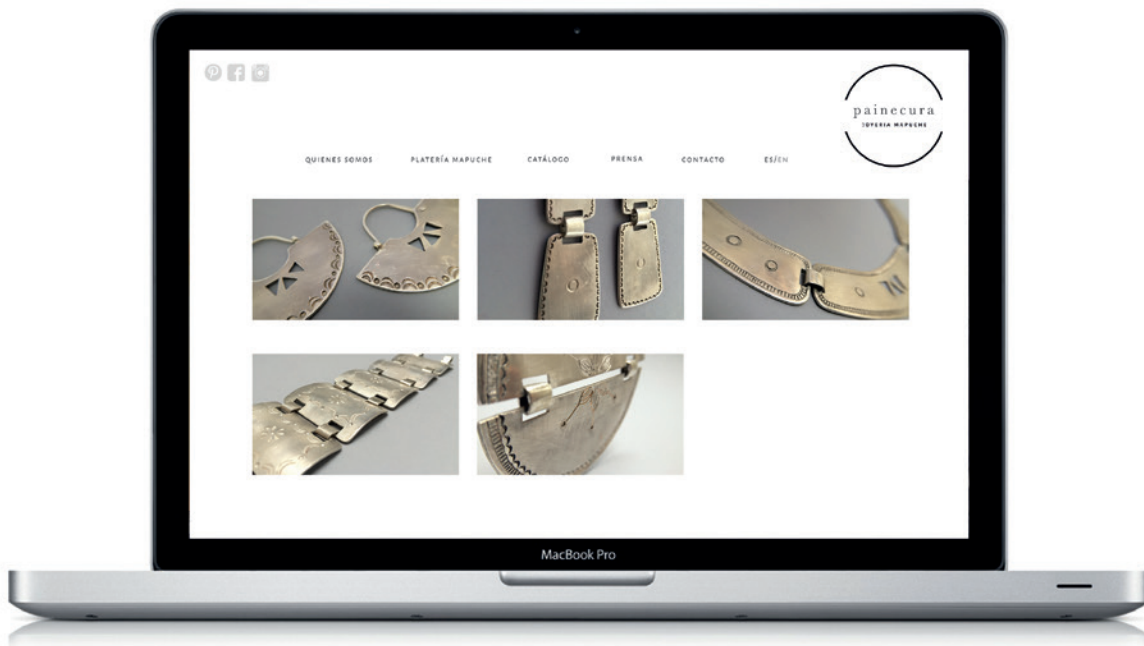 painecura
JOYERIA MAPUCHE
QUIENES SOMOS PLATERÍA MAPUCHE CATÁLOGO PRENSA CONTACTO ES/EN
MacBook Pro